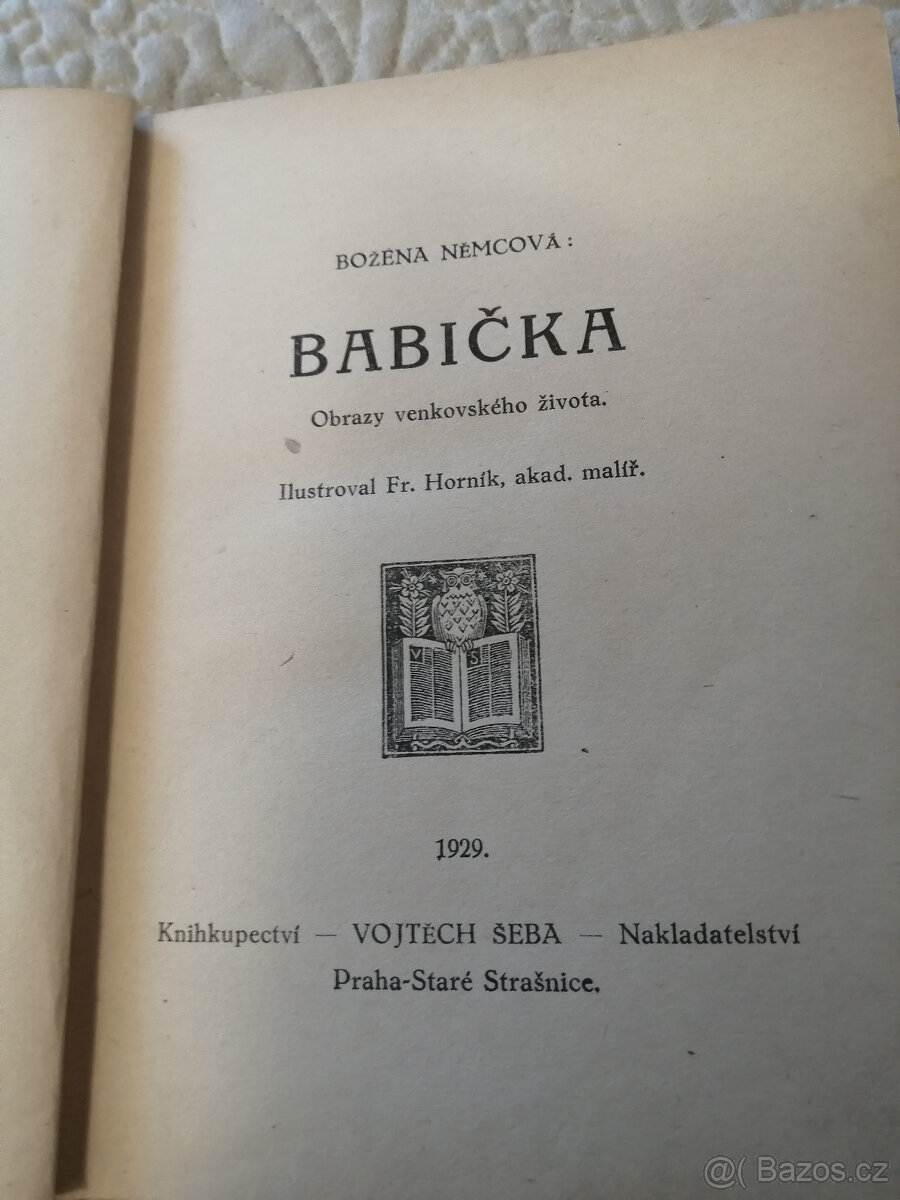 BOŽENA NĚMCOVÁ:
BABIČKA
Obrazy venkovského života.
Ilustroval Fr. Horník, akad. malíř.
V S
1929.
Knihkupectví — VOJTĚCH ŠEBA — Nakladatelství
Praha-Staré Strašnice.
@( Bazos.cz